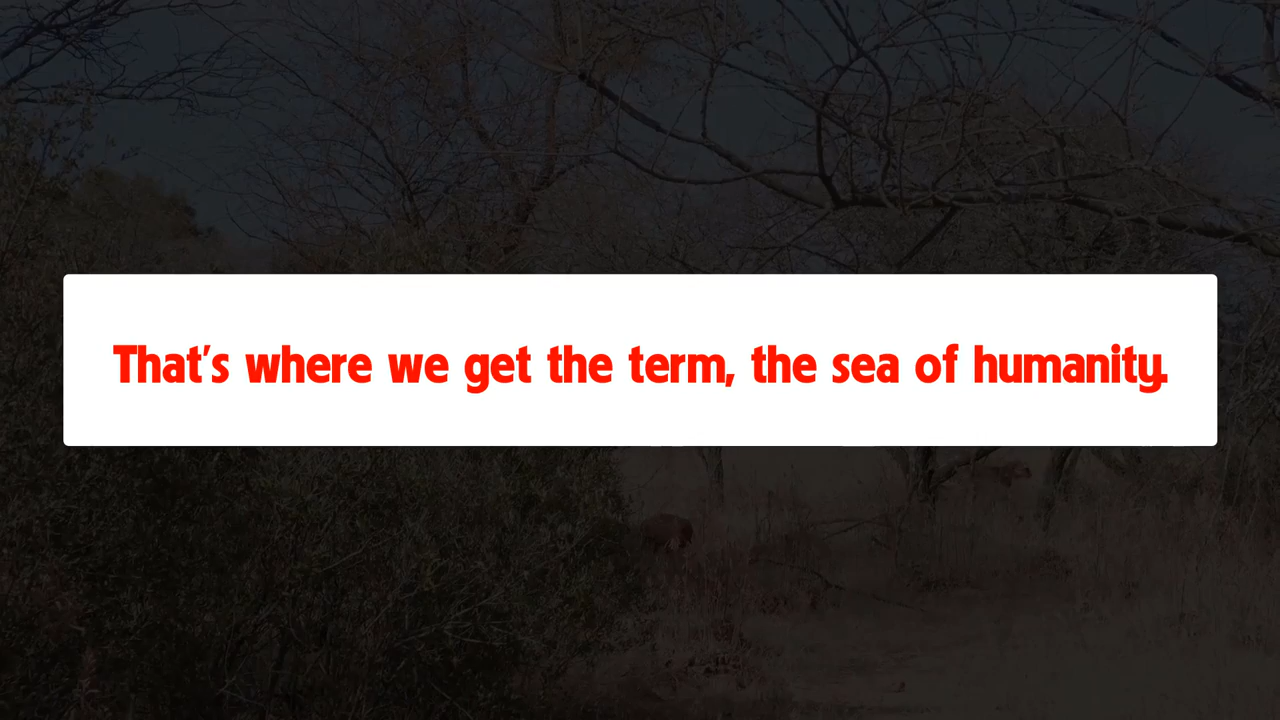 That's where we get the term, the sea of humanity.